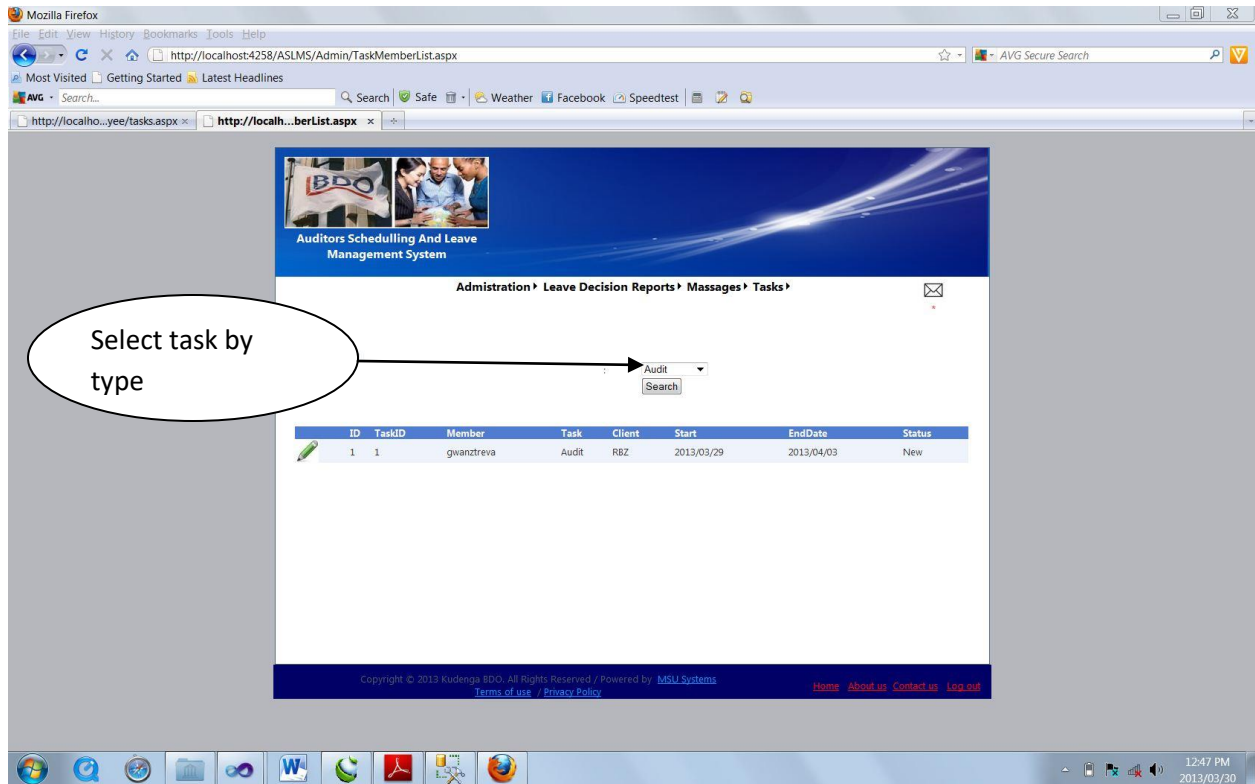 Mozilla Firefox
File Edit View History Bookmarks Tools Help
http://localhost:4258/ASLMS/Admin/TaskMemberList.aspx
AVG Secure Search
Most Visited Getting Started Latest Headlines
AVG Search... Search Safe Weather Facebook Speedtest
http://localho...yee/tasks.aspx × http://localh...berList.aspx ×
BDO
Auditors Schedulling And Leave
Management System
Admistration Leave Decision Reports Massages Tasks
*
Select task by
type
: Audit
Search
ID TaskID Member Task Client Start EndDate Status
1 1 gwanztreva Audit RBZ 2013/03/29 2013/04/03 New
Copyright © 2013 Kudenga BDO. All Rights Reserved / Powered by MSU Systems
Terms of use / Privacy Policy
Home About us Contact us Log out
12:47 PM
2013/03/30